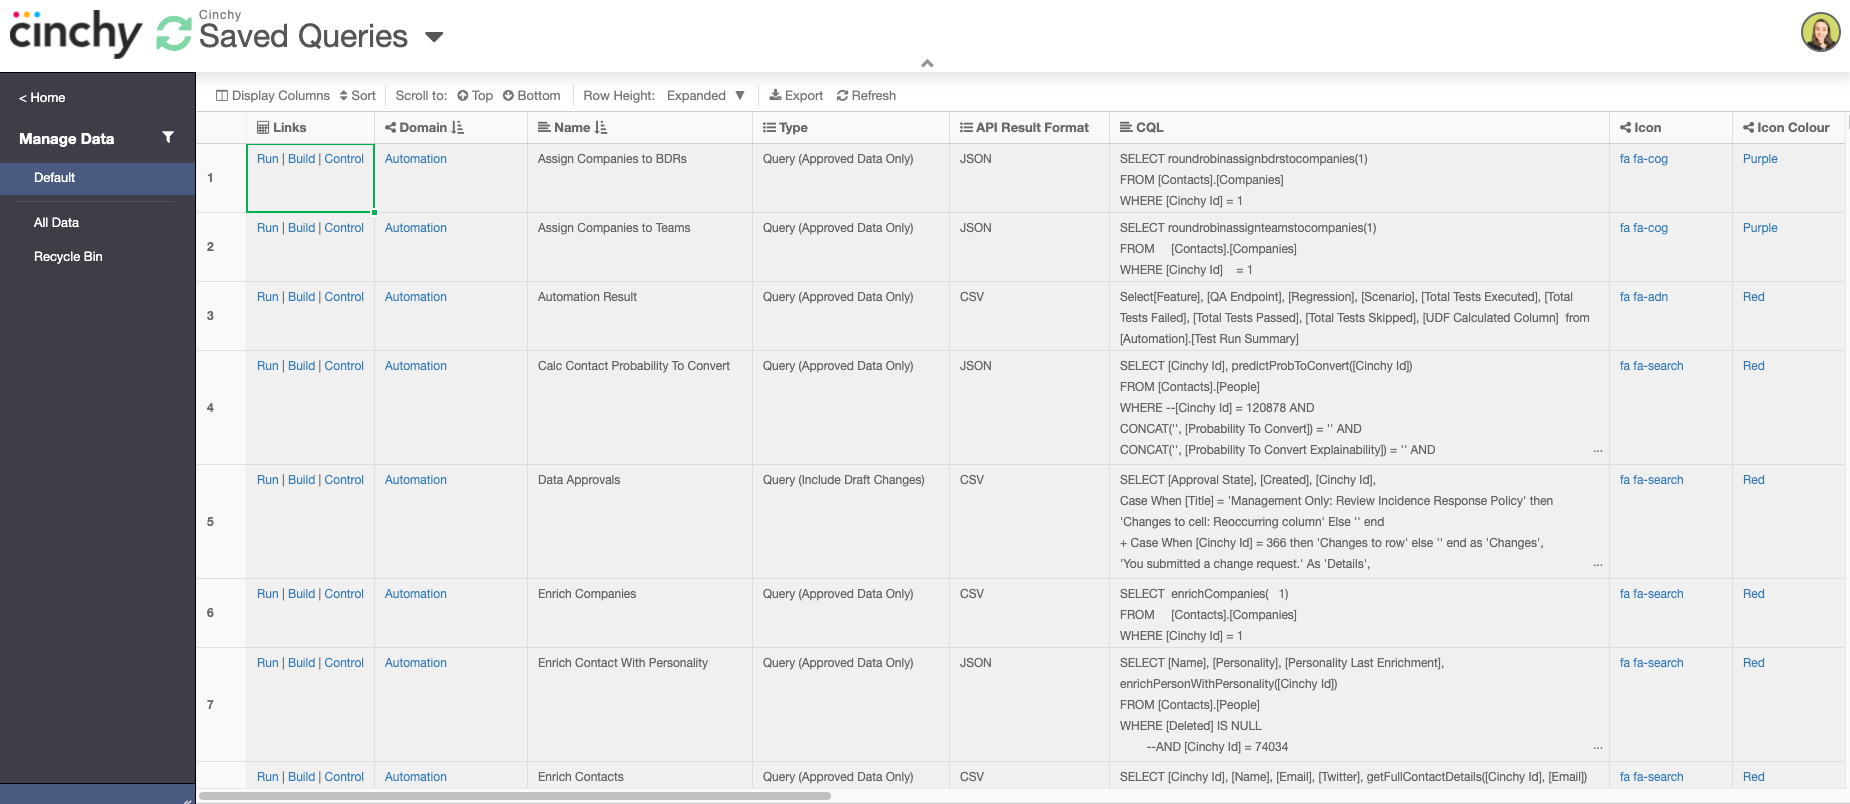 cinchy
Cinchy
Saved Queries
< Home
Manage Data
Default
All Data
Recycle Bin
Display Columns Sort Scroll to: Top Bottom Row Height: Expanded Export Refresh
Links Domain Name Type API Result Format CQL Icon Icon Colour
1 Run | Build | Control Automation Assign Companies to BDRs Query (Approved Data Only) JSON SELECT roundrobinassignbdrstocompanies(1) fa fa-cog Purple
FROM [Contacts].[Companies]
WHERE [Cinchy Id] = 1
2 Run | Build | Control Automation Assign Companies to Teams Query (Approved Data Only) JSON SELECT roundrobinassignteamstocompanies(1) fa fa-cog Purple
FROM [Contacts].[Companies]
WHERE [Cinchy Id] = 1
3 Run | Build | Control Automation Automation Result Query (Approved Data Only) CSV Select[Feature], [QA Endpoint], [Regression], [Scenario], [Total Tests Executed], [Total fa fa-adn Red
Tests Failed], [Total Tests Passed], [Total Tests Skipped], [UDF Calculated Column] from
[Automation].[Test Run Summary]
4 Run | Build | Control Automation Calc Contact Probability To Convert Query (Approved Data Only) JSON SELECT [Cinchy Id], predictProbToConvert([Cinchy Id]) fa fa-search Red
FROM [Contacts].[People]
WHERE --[Cinchy Id] = 120878 AND
CONCAT('', [Probability To Convert]) = '' AND
CONCAT('', [Probability To Convert Explainability]) = '' AND ...
5 Run | Build | Control Automation Data Approvals Query (Include Draft Changes) CSV SELECT [Approval State], [Created], [Cinchy Id], fa fa-search Red
Case When [Title] = 'Management Only: Review Incidence Response Policy' then
'Changes to cell: Reoccurring column' Else '' end
+ Case When [Cinchy Id] = 366 then 'Changes to row' else '' end as 'Changes',
'You submitted a change request.' As 'Details', ...
6 Run | Build | Control Automation Enrich Companies Query (Approved Data Only) CSV SELECT enrichCompanies( 1) fa fa-search Red
FROM [Contacts].[Companies]
WHERE [Cinchy Id] = 1
7 Run | Build | Control Automation Enrich Contact With Personality Query (Approved Data Only) JSON SELECT [Name], [Personality], [Personality Last Enrichment], fa fa-search Red
enrichPersonWithPersonality([Cinchy Id])
FROM [Contacts].[People]
WHERE [Deleted] IS NULL
--AND [Cinchy Id] = 74034 ...
Run | Build | Control Automation Enrich Contacts Query (Approved Data Only) CSV SELECT [Cinchy Id], [Name], [Email], [Twitter], getFullContactDetails([Cinchy Id], [Email]) fa fa-search Red